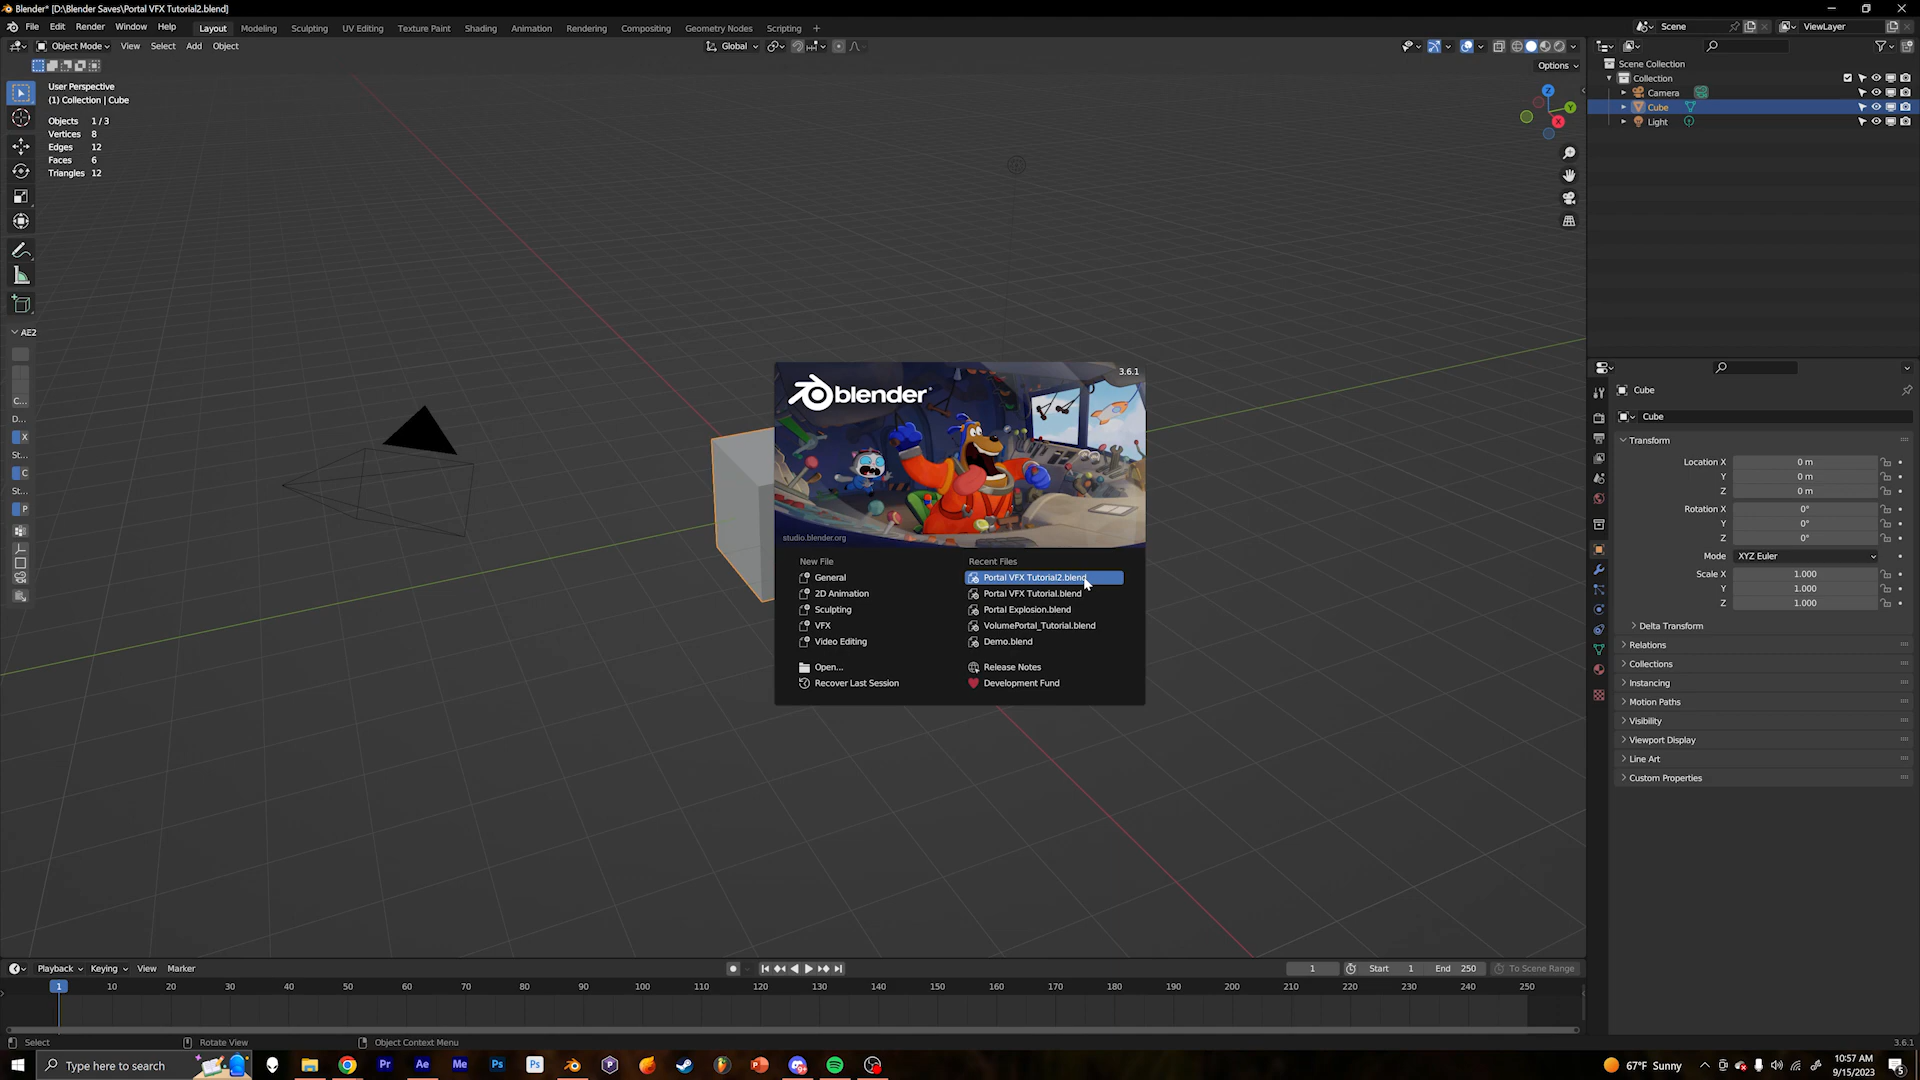 Blender* [D:\Blender Saves\Portal VFX Tutorial2.blend]
File Edit Render Window Help Layout Modeling Sculpting UV Editing Texture Paint Shading Animation Rendering Compositing Geometry Nodes Scripting + Scene ViewLayer
Object Mode View Select Add Object Global
Options
User Perspective
(1) Collection | Cube
Objects 1 / 3
Vertices 8
Edges 12
Faces 6
Triangles 12
AE2
C...
D...
X
St...
C
St...
P
Z
Y
X
Scene Collection
Collection
Camera
Cube
Light
Cube
Cube
Transform
Location X 0 m
Y 0 m
Z 0 m
Rotation X 0°
Y 0°
Z 0°
Mode XYZ Euler
Scale X 1.000
Y 1.000
Z 1.000
Delta Transform
Relations
Collections
Instancing
Motion Paths
Visibility
Viewport Display
Line Art
Custom Properties
3.6.1
blender
studio.blender.org
New File
General
2D Animation
Sculpting
VFX
Video Editing
Open...
Recover Last Session
Recent Files
Portal VFX Tutorial2.blend
Portal VFX Tutorial.blend
Portal Explosion.blend
VolumePortal_Tutorial.blend
Demo.blend
Release Notes
Development Fund
Playback Keying View Marker 1 Start 1 End 250 To Scene Range
1 10 20 30 40 50 60 70 80 90 100 110 120 130 140 150 160 170 180 190 200 210 220 230 240 250
Select Rotate View Object Context Menu 3.6.1
Type here to search Pr Ae Me Ps Ps P 67°F Sunny 10:57 AM
9/15/2023
5